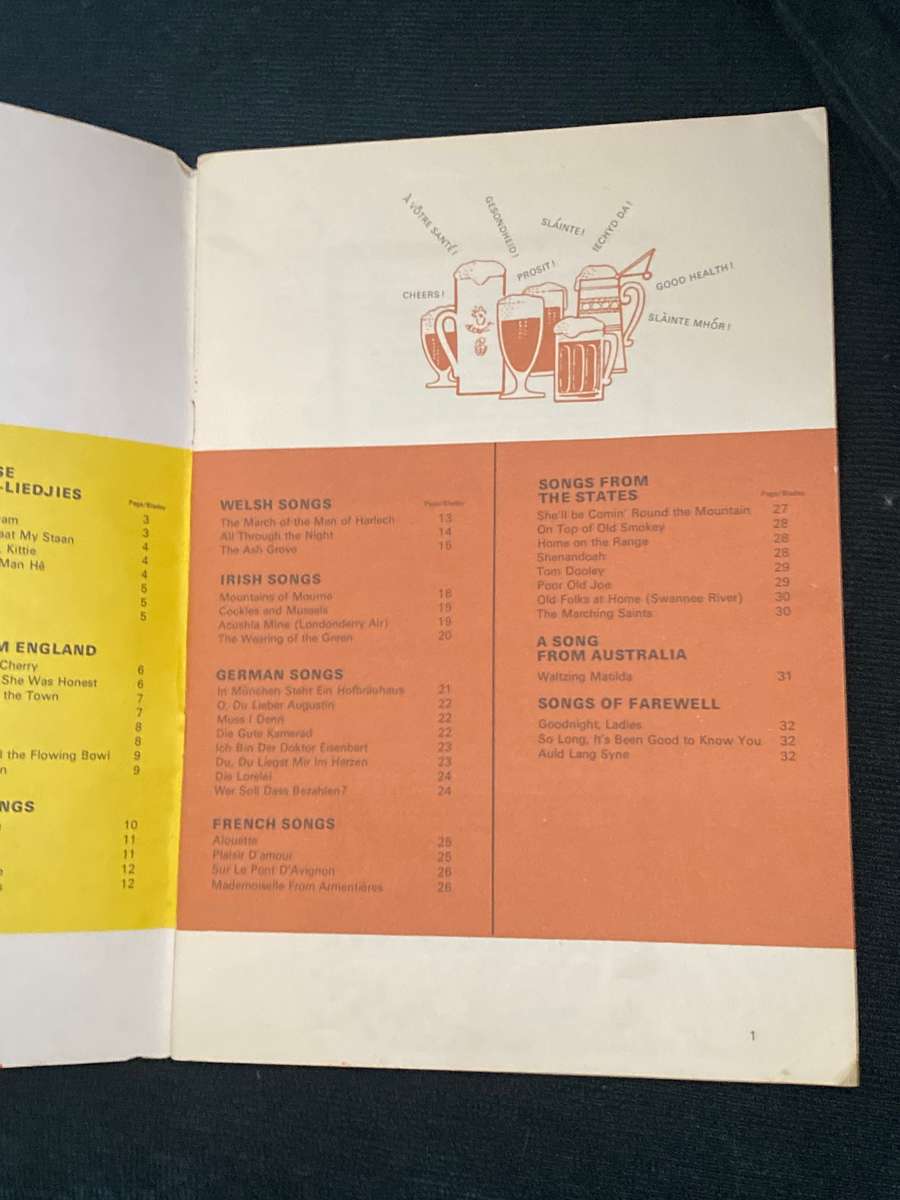 SE
-LIEDJIES
Page/Bladsy
am 3
aat My Staan 3
Kittie 4
Man Hê 4
4
5
5
5
M ENGLAND
Cherry 6
She Was Honest 6
the Town 7
7
8
8
l the Flowing Bowl 9
n 9
NGS
10
11
11
e 12
s 12
À VÔTRE SANTÉ!
GESONDHEID!
SLÁINTE!
IECHYD DA!
CHEERS!
PROSIT!
GOOD HEALTH!
SLÀINTE MHÓR!
WELSH SONGS
Page/Bladsy
The March of the Man of Harlech 13
All Through the Night 14
The Ash Grove 15
IRISH SONGS
Mountains of Mourne 18
Cockles and Mussels
Acushla Mine (Londonderry Air) 19
The Wearing of the Green 20
GERMAN SONGS
In München Staht Ein Hofbräuhaus 21
O, Du Lieber Augustin 22
Muss I Denn 22
Die Gute Kamerad 22
Ich Bin Der Doktor Eisenbart 23
Du, Du Liegst Mir Im Herzen 23
Die Lorelei 24
Wer Soll Dass Bezahlen? 24
FRENCH SONGS
Alouette 25
Plaisir D'amour 25
Sur Le Pont D'Avignon 26
Mademoiselle From Armentières 26
SONGS FROM
THE STATES
Page/Bladsy
She'll be Comin' Round the Mountain 27
On Top of Old Smokey 28
Home on the Range 28
Shenandoah 28
Tom Dooley 29
Poor Old Joe 29
Old Folks at Home (Swannee River) 30
The Marching Saints 30
A SONG
FROM AUSTRALIA
Waltzing Matilda 31
SONGS OF FAREWELL
Goodnight, Ladies 32
So Long, It's Been Good to Know You 32
Auld Lang Syne 32
1